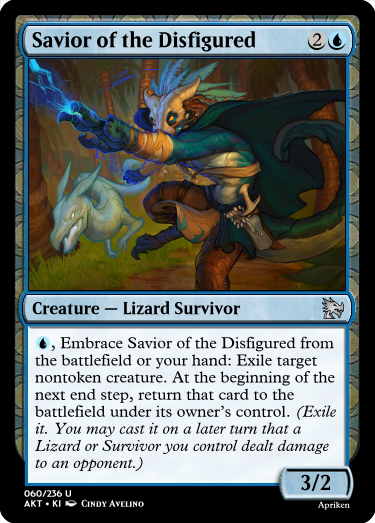 Savior of the Disfigured 2
Creature — Lizard Survivor
, Embrace Savior of the Disfigured from
the battlefield or your hand: Exile target
nontoken creature. At the beginning of the
next end step, return that card to the
battlefield under its owner's control. (Exile
it. You may cast it on a later turn that a
Lizard or Survivor you control dealt damage
to an opponent.)
3/2
060/236 U
AKT • KI Cindy Avelino
Apriken